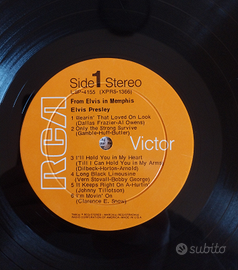 Side 1 Stereo
LSP-4155 (XPRS-1386)
From Elvis in Memphis
Elvis Presley
1 Wearin' That Loved On Look
(Dallas Frazier-Al Owens)
2 Only the Strong Survive
(Gamble-Huff-Butler)
RCA
Victor
3 I'll Hold You in My Heart
(Till I Can Hold You in My Arms)
(Dilbeck-Horton-Arnold)
4 Long Black Limousine
(Vern Stovall-Bobby George)
5 It Keeps Right On A-Hurtin'
(Johnny Tillotson)
6 I'm Movin' On
(Clarence E. Snow)
subito